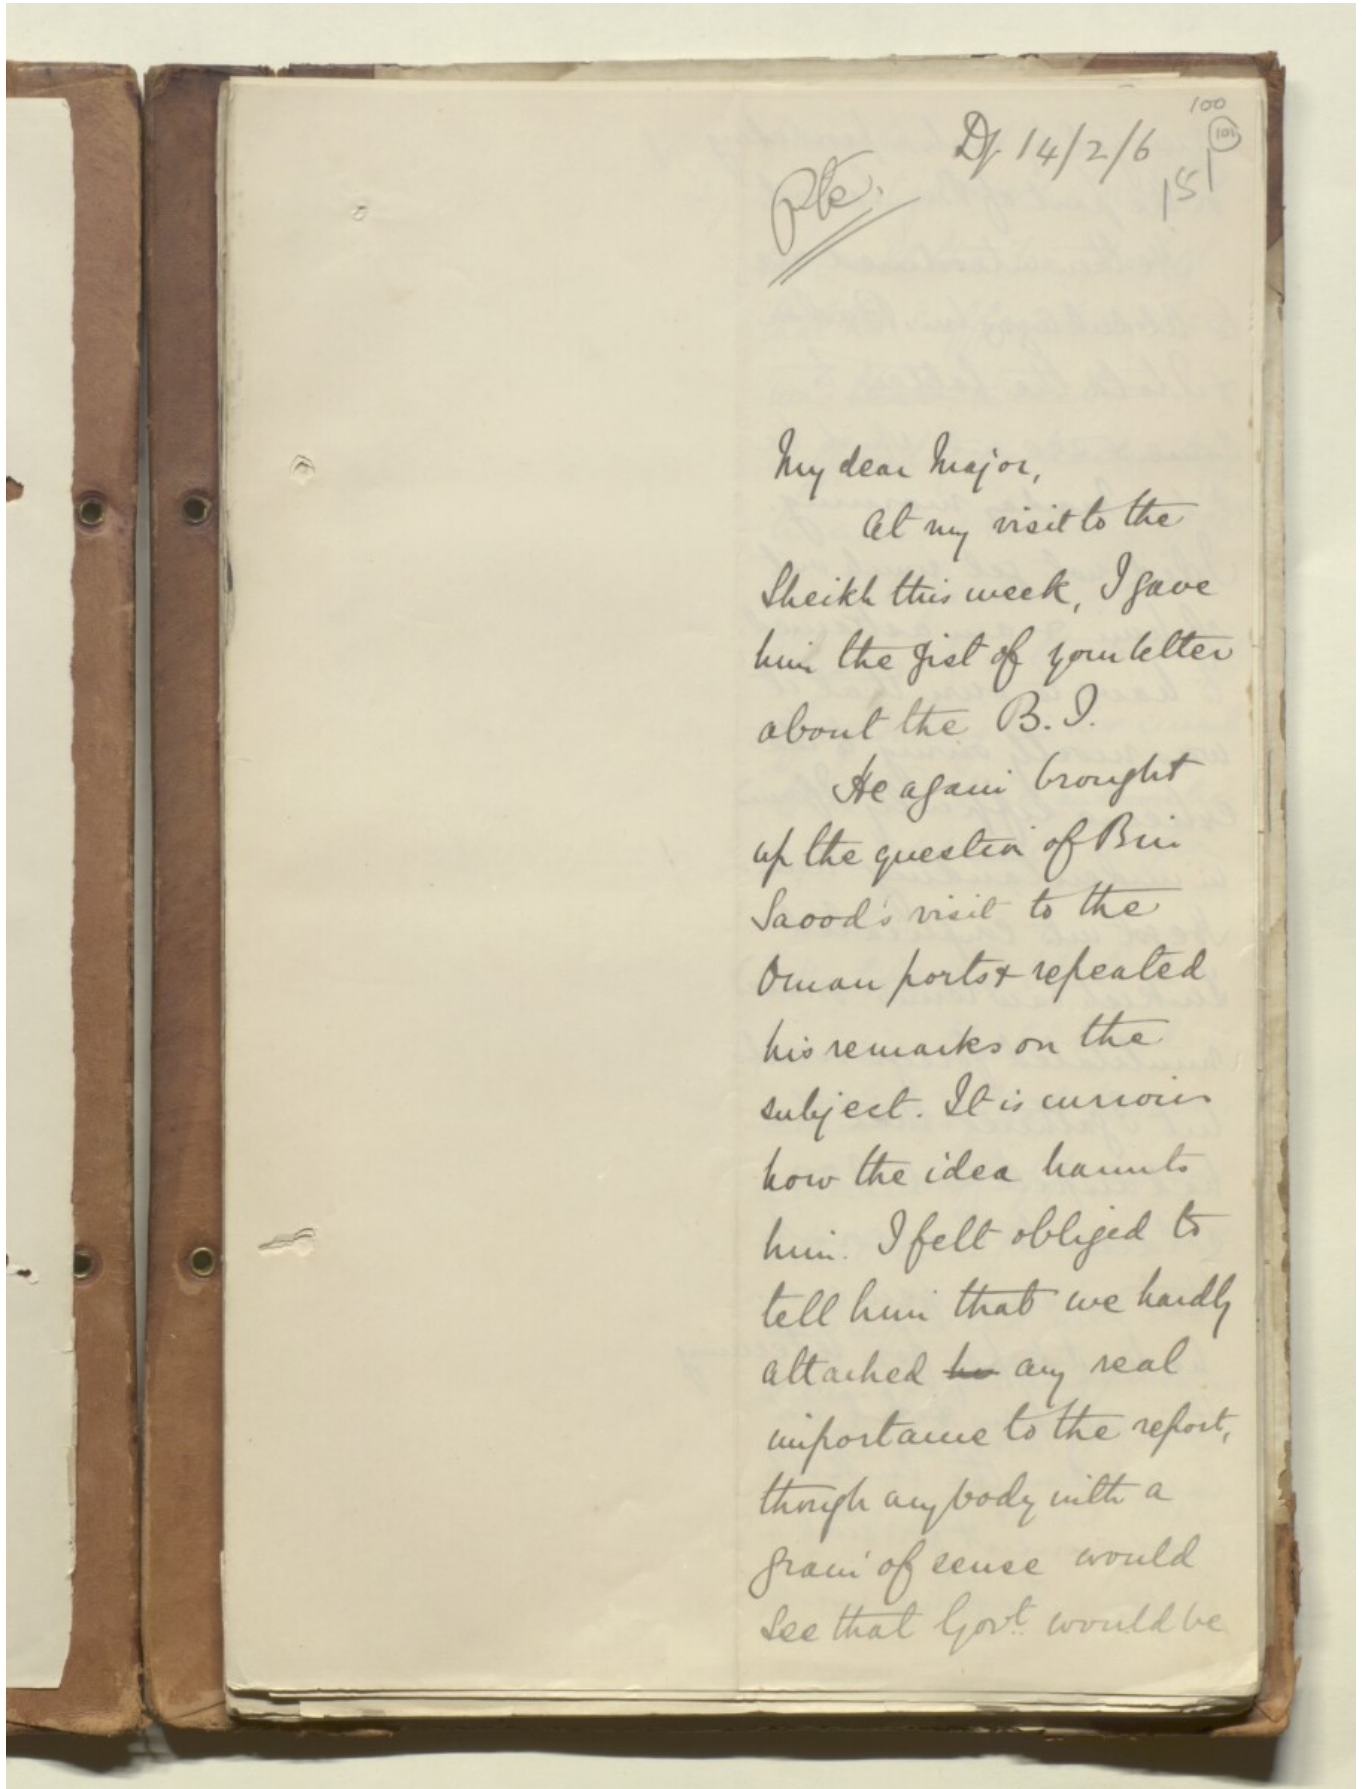 100
101
Df 14/2/6
151
Pte.
My dear Major,
At my visit to the
Sheikh this week, I gave
him the gist of your letter
about the B. I.
He again brought
up the question of Bin
Saood's visit to the
Oman ports & repeated
his remarks on the
subject. It is curious
how the idea haunts
him. I felt obliged to
tell him that we hardly
attached any real
importance to the report,
though anybody with a
grain of sense would
see that Govt. would be